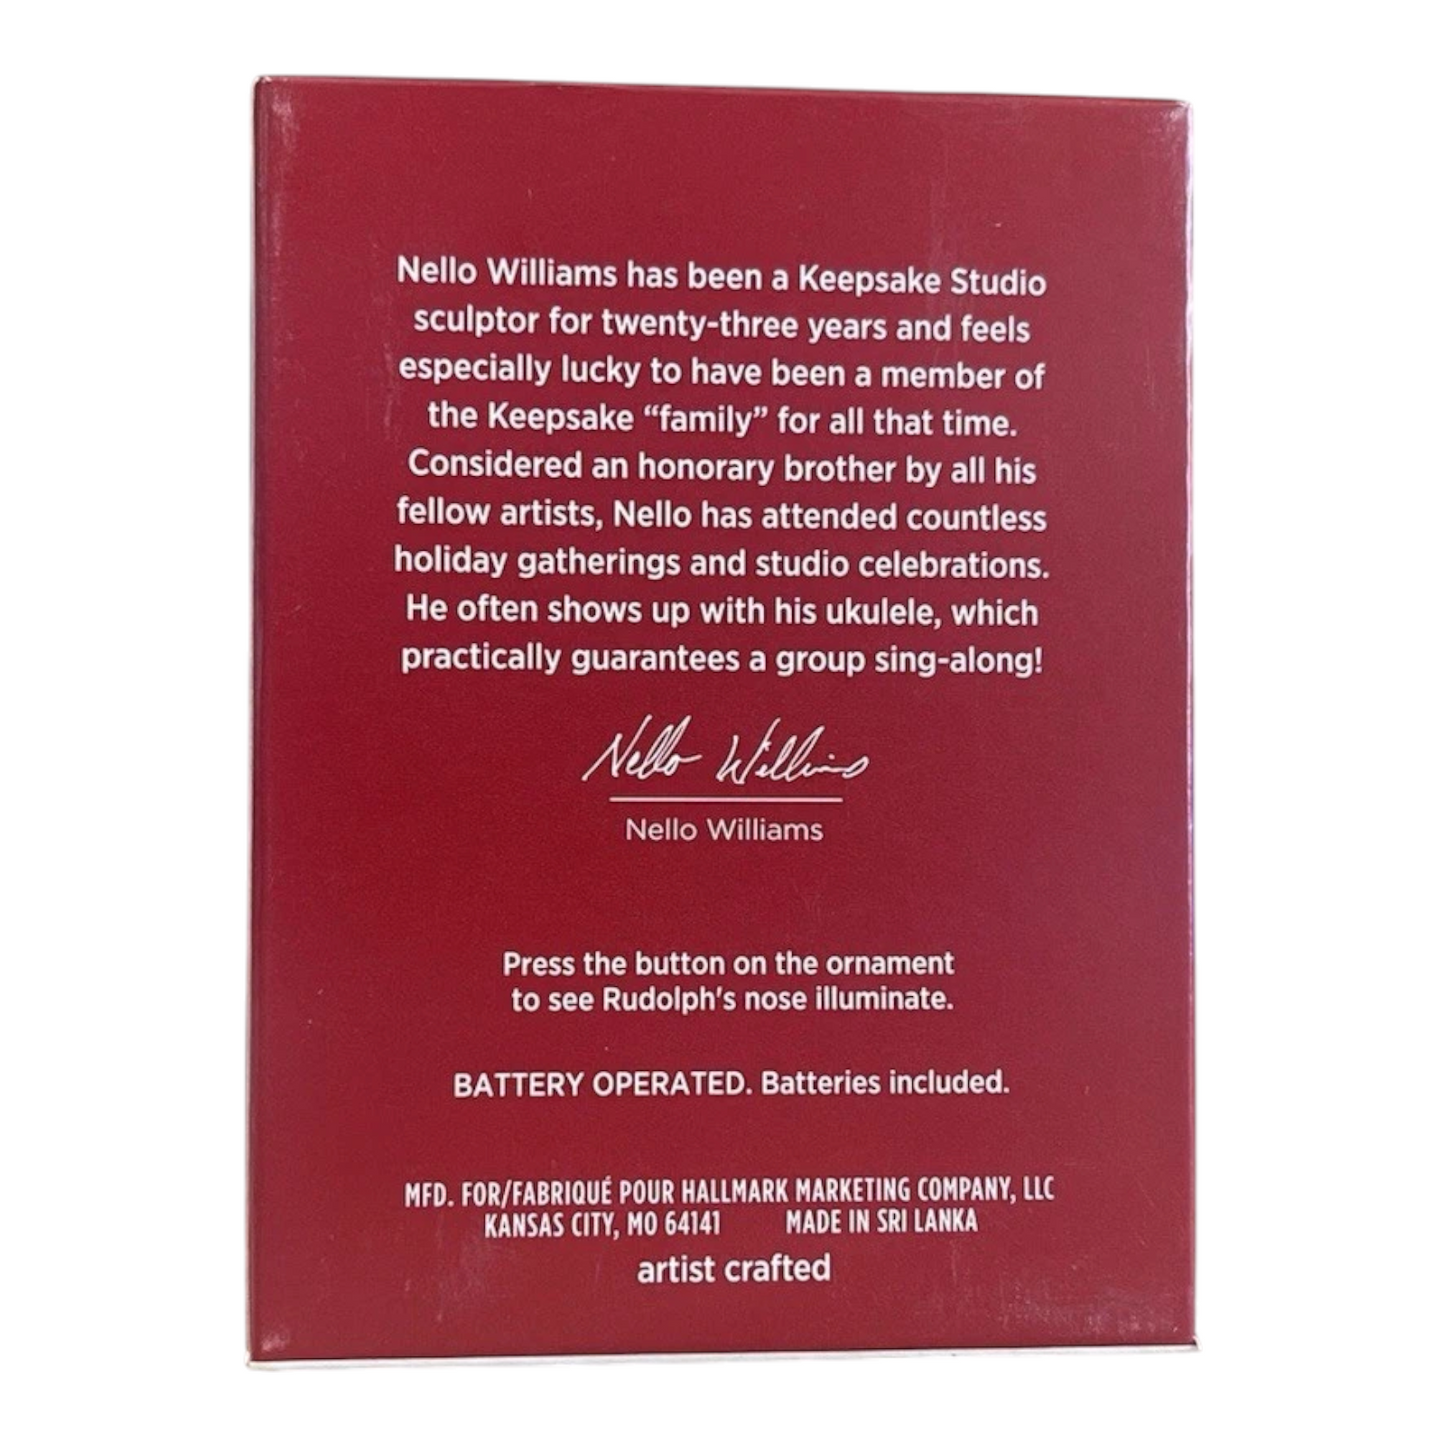 Nello Williams has been a Keepsake Studio
sculptor for twenty-three years and feels
especially lucky to have been a member of
the Keepsake “family” for all that time.
Considered an honorary brother by all his
fellow artists, Nello has attended countless
holiday gatherings and studio celebrations.
He often shows up with his ukulele, which
practically guarantees a group sing-along!
Nello Williams
Nello Williams
Press the button on the ornament
to see Rudolph's nose illuminate.
BATTERY OPERATED. Batteries included.
MFD. FOR/FABRIQUÉ POUR HALLMARK MARKETING COMPANY, LLC
KANSAS CITY, MO 64141 MADE IN SRI LANKA
artist crafted